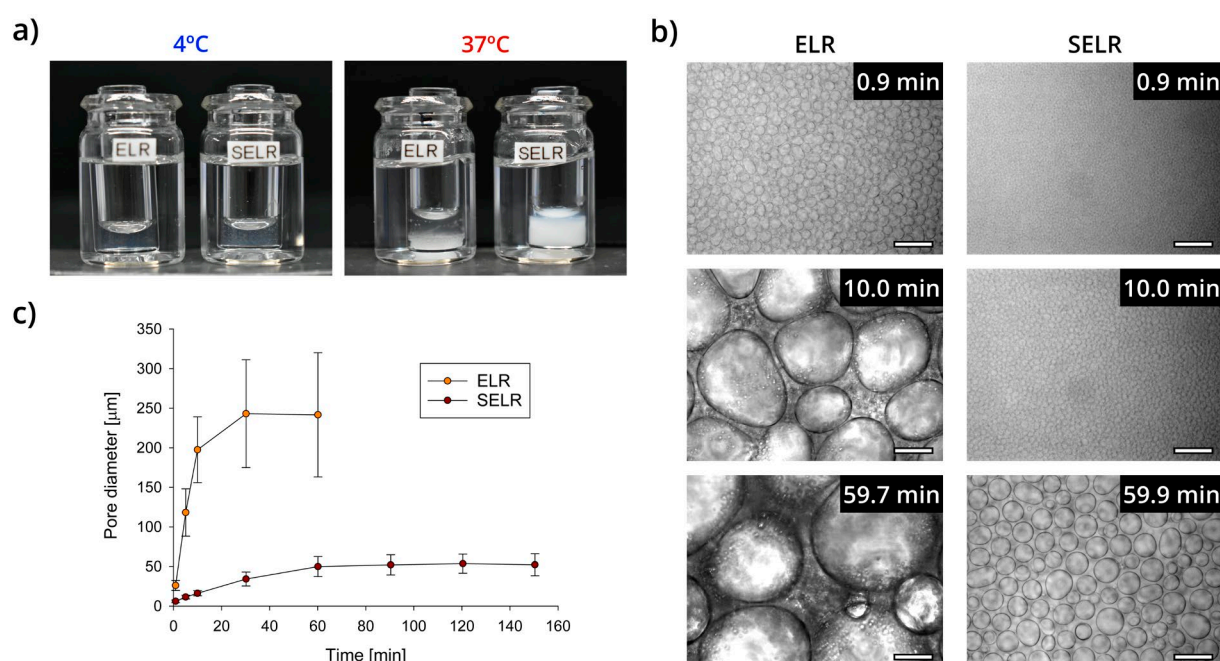 a)
4ºC
37ºC
ELR
SELR
ELR
SELR
b)
ELR
SELR
0.9 min
0.9 min
10.0 min
10.0 min
59.7 min
59.9 min
c)
350
300
250
200
150
100
50
0
Pore diameter [µm]
ELR
SELR
0
20
40
60
80
100
120
140
160
Time [min]